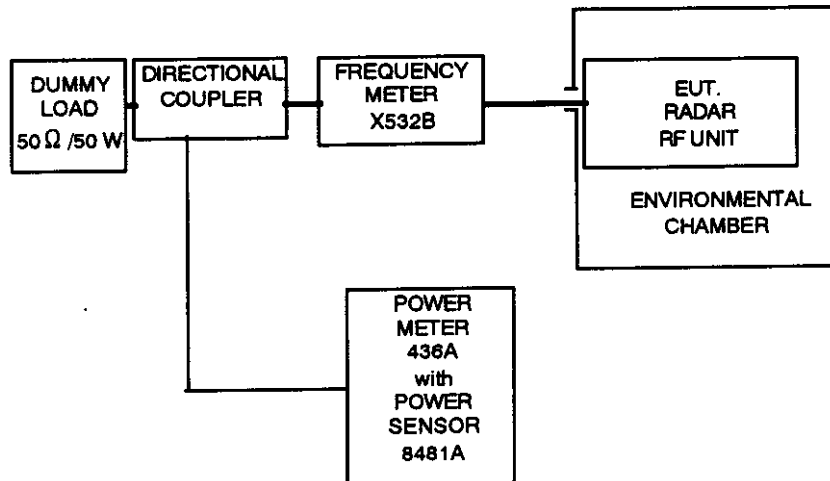 DUMMY
LOAD
50 Ω /50 W
DIRECTIONAL
COUPLER
FREQUENCY
METER
X532B
EUT.
RADAR
RF UNIT
ENVIRONMENTAL
CHAMBER
POWER
METER
436A
with
POWER
SENSOR
8481A